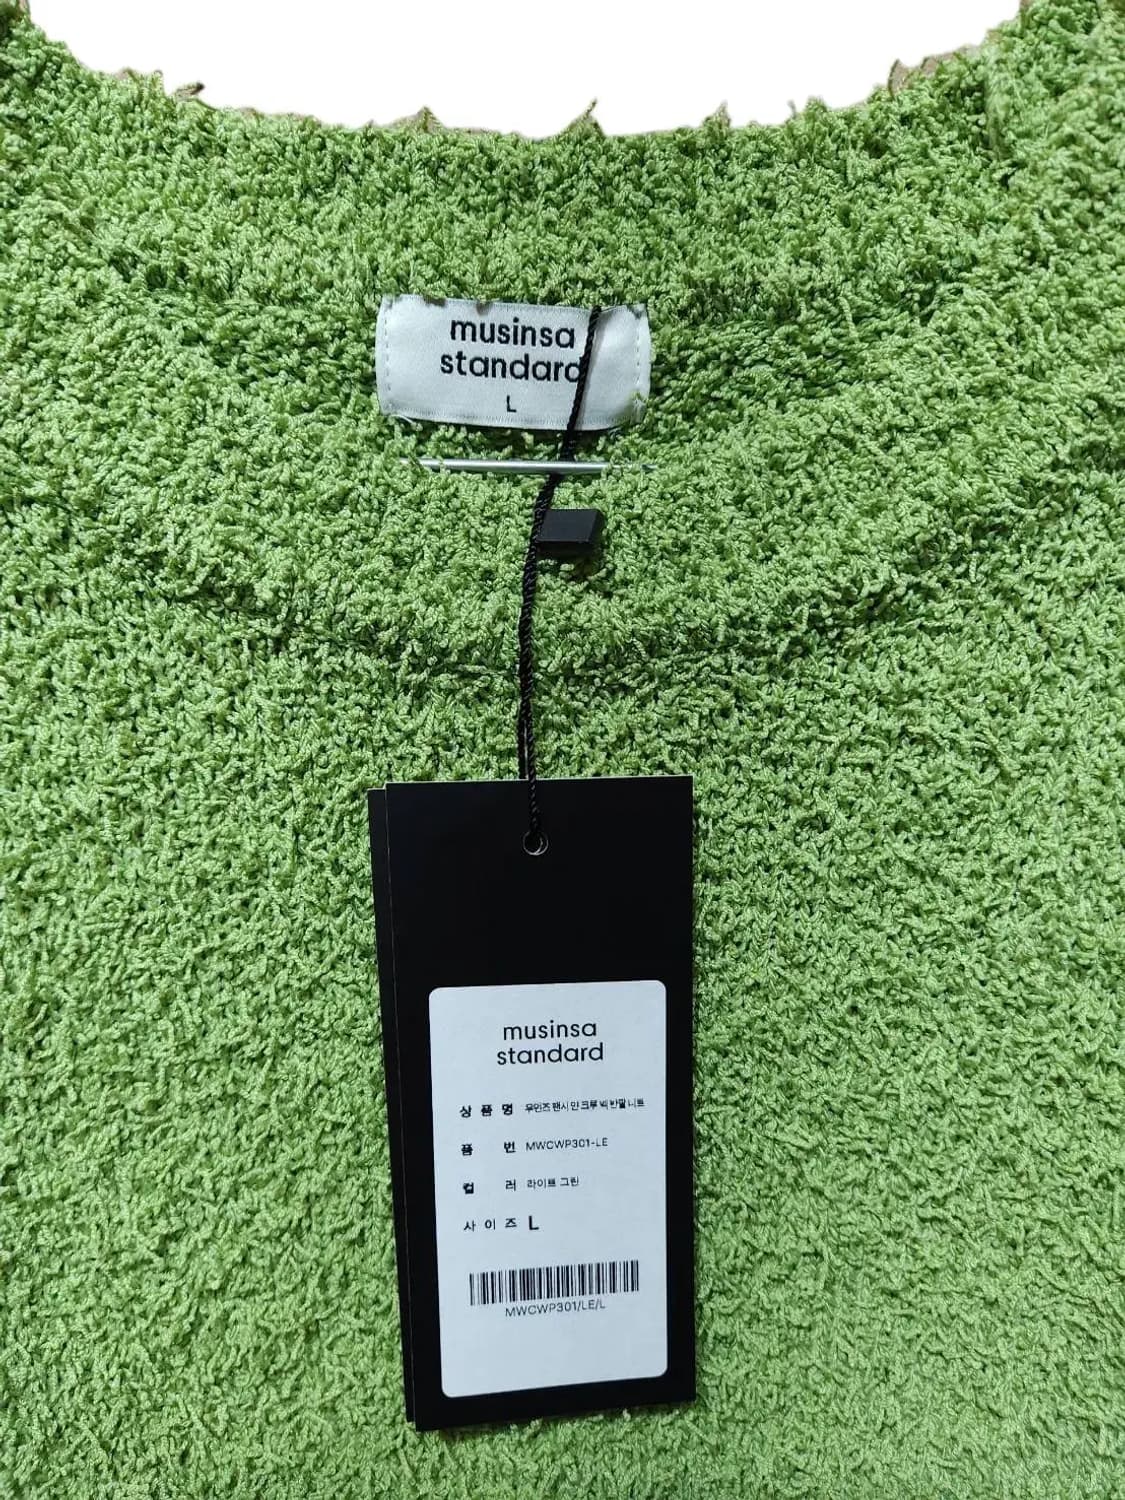 musinsa
standard
L
musinsa
standard
상 품 명 우먼즈 팬시 얀 크루 넥 반팔 니트
품 번 MWCWP301-LE
컬 러 라이트 그린
사 이 즈 L
MWCWP301/LE/L